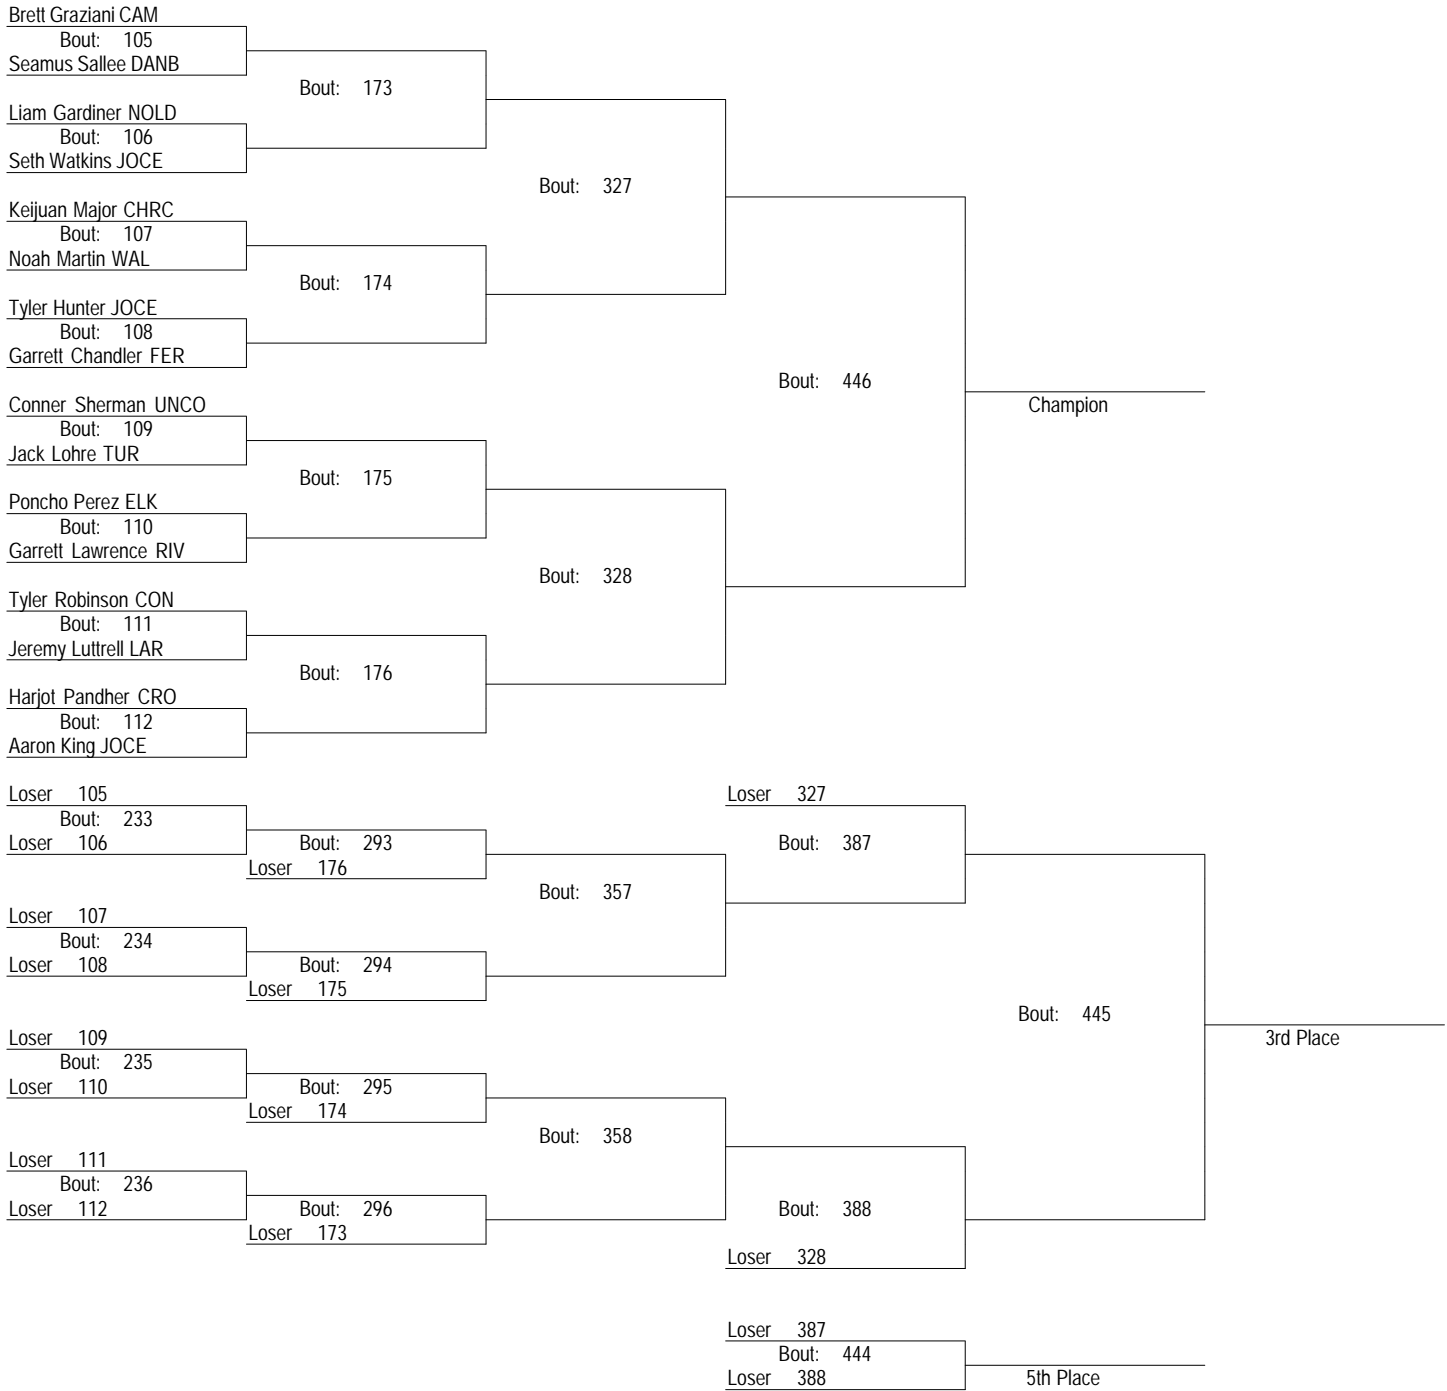 Brett Graziani CAM
Bout: 105
Seamus Sallee DANB
Bout: 173
Liam Gardiner NOLD
Bout: 106
Seth Watkins JOCE
Bout: 327
Keijuan Major CHRC
Bout: 107
Noah Martin WAL
Bout: 174
Tyler Hunter JOCE
Bout: 108
Garrett Chandler FER
Bout: 446
Champion
Conner Sherman UNCO
Bout: 109
Jack Lohre TUR
Bout: 175
Poncho Perez ELK
Bout: 110
Garrett Lawrence RIV
Bout: 328
Tyler Robinson CON
Bout: 111
Jeremy Luttrell LAR
Bout: 176
Harjot Pandher CRO
Bout: 112
Aaron King JOCE
Loser 105
Bout: 233
Loser 106
Bout: 293
Loser 176
Loser 327
Bout: 387
Bout: 357
Loser 107
Bout: 234
Loser 108
Bout: 294
Loser 175
Bout: 445
3rd Place
Loser 109
Bout: 235
Loser 110
Bout: 295
Loser 174
Bout: 358
Loser 111
Bout: 236
Loser 112
Bout: 296
Loser 173
Bout: 388
Loser 328
Loser 387
Bout: 444
Loser 388
5th Place